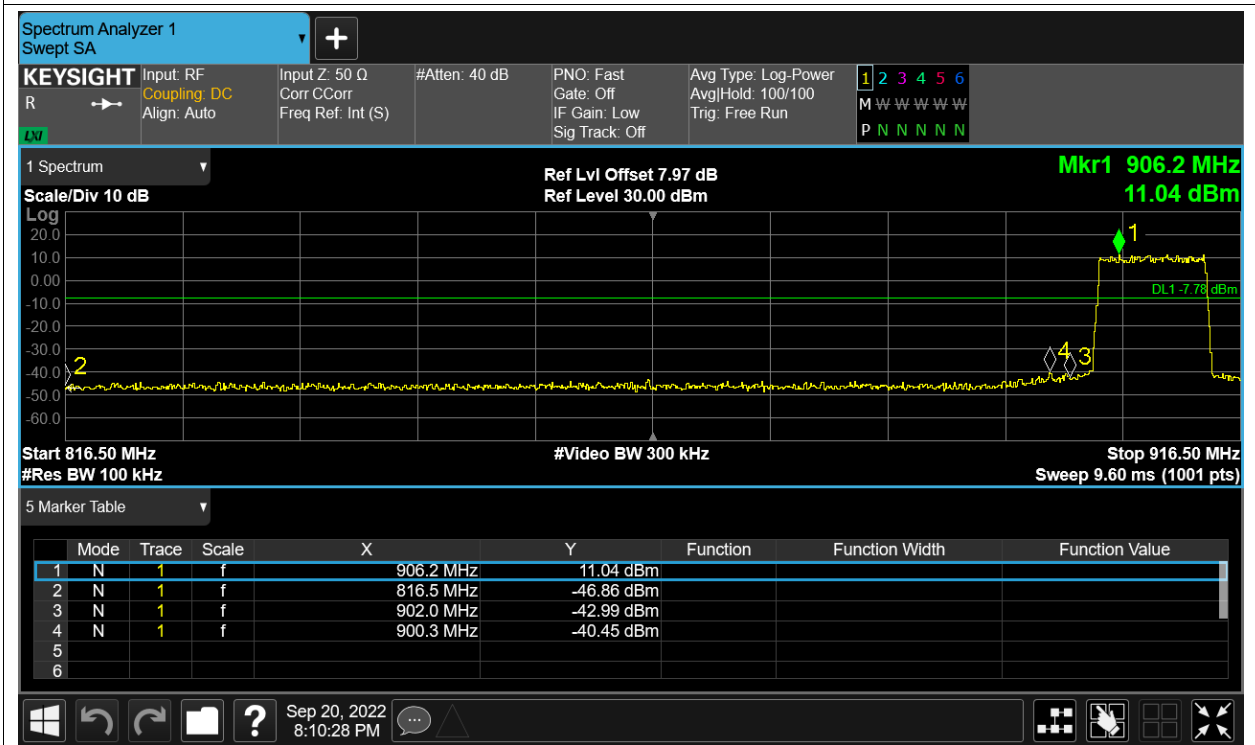 Spectrum Analyzer 1
Swept SA
+
KEYSIGHT Input: RF Input Z: 50 Ω #Atten: 40 dB PNO: Fast Avg Type: Log-Power 1 2 3 4 5 6
R Coupling: DC Corr CCorr Gate: Off Avg|Hold: 100/100 M W W W W W W
Align: Auto Freq Ref: Int (S) IF Gain: Low Trig: Free Run
LXI Sig Track: Off P N N N N N N
1 Spectrum Ref Lvl Offset 7.97 dB Mkr1 906.2 MHz
Scale/Div 10 dB Ref Level 30.00 dBm 11.04 dBm
Log
20.0 1
10.0
0.00
DL1 -7.78 dBm
-10.0
-20.0
-30.0
2 4 3
-40.0
-50.0
-60.0
Start 816.50 MHz #Video BW 300 kHz Stop 916.50 MHz
#Res BW 100 kHz Sweep 9.60 ms (1001 pts)
5 Marker Table
Mode Trace Scale X Y Function Function Width Function Value
1 N 1 f 906.2 MHz 11.04 dBm
2 N 1 f 816.5 MHz -46.86 dBm
3 N 1 f 902.0 MHz -42.99 dBm
4 N 1 f 900.3 MHz -40.45 dBm
5
6
? Sep 20, 2022
8:10:28 PM